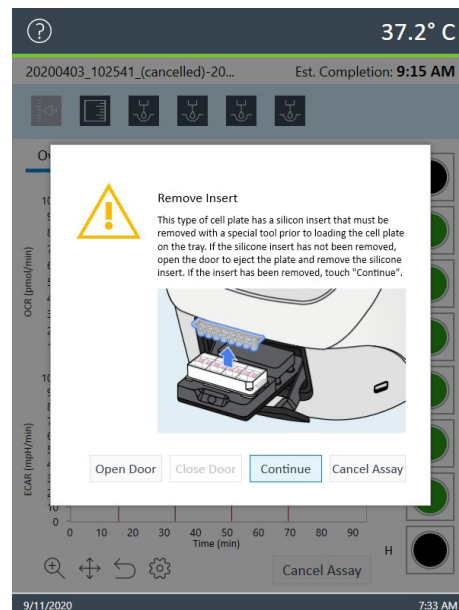 ?
37.2° C
20200403_102541_(cancelled)-20...
Est. Completion: 9:15 AM
Remove Insert
This type of cell plate has a silicon insert that must be
removed with a special tool prior to loading the cell plate
on the tray. If the silicone insert has not been removed,
open the door to eject the plate and remove the silicone
insert. If the insert has been removed, touch "Continue".
Open Door
Close Door
Continue
Cancel Assay
OCR (pmol/min)
ECAR (mpH/min)
0
0 10 20 30 40 50 60 70 80 90
Time (min)
H
Cancel Assay
9/11/2020
7:33 AM